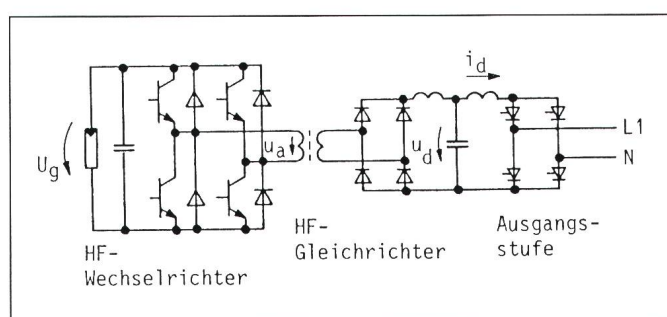 i_d
L1
U_g
u_a
u_d
N
HF-
Wechselrichter
HF-
Gleichrichter
Ausgangs-
stufe